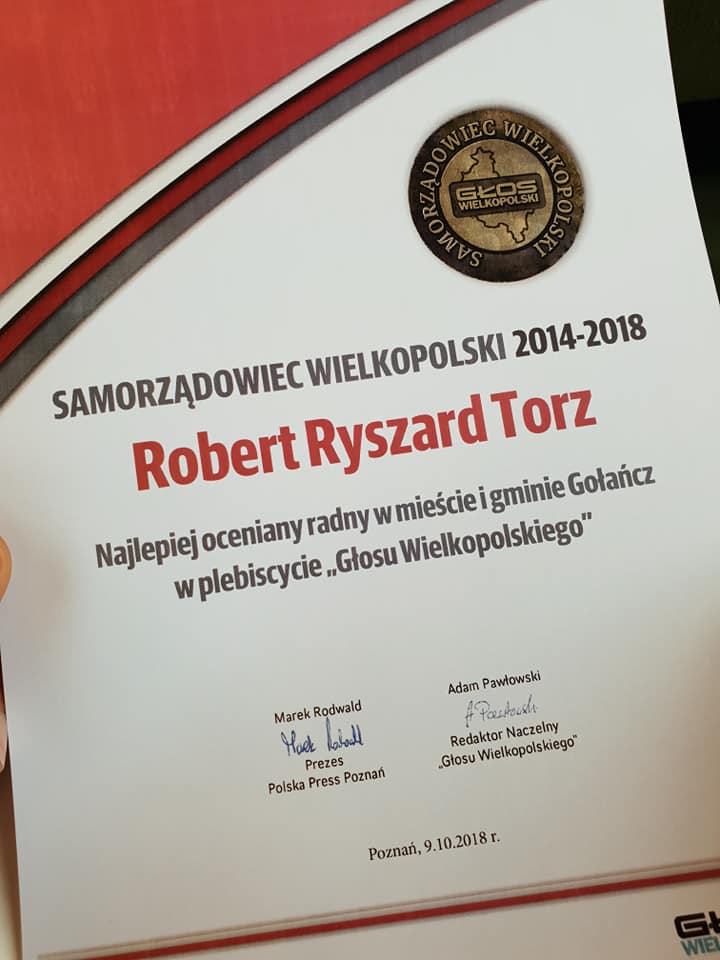 SAMORZĄDOWIEC WIELKOPOLSKI
GŁOS
WIELKOPOLSKI
SAMORZĄDOWIEC WIELKOPOLSKI 2014-2018
Robert Ryszard Torz
Najlepiej oceniany radny w mieście i gminie Gołańcz
w plebiscycie „Głosu Wielkopolskiego”
Marek Rodwald
Prezes
Polska Press Poznań
Adam Pawłowski
Redaktor Naczelny
„Głosu Wielkopolskiego”
Poznań, 9.10.2018 r.